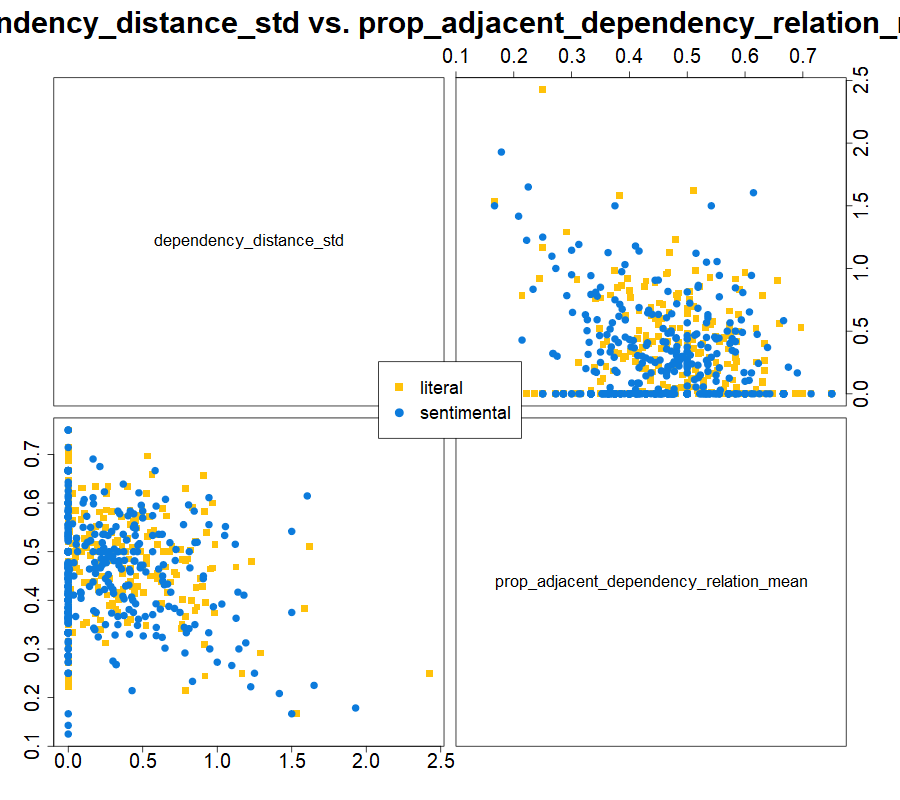 ndency_distance_std vs. prop_adjacent_dependency_relation_
0.1 0.2 0.3 0.4 0.5 0.6 0.7
dependency_distance_std
0.0 0.5 1.0 1.5 2.0 2.5
literal
sentimental
0.1 0.2 0.3 0.4 0.5 0.6 0.7
prop_adjacent_dependency_relation_mean
0.0 0.5 1.0 1.5 2.0 2.5